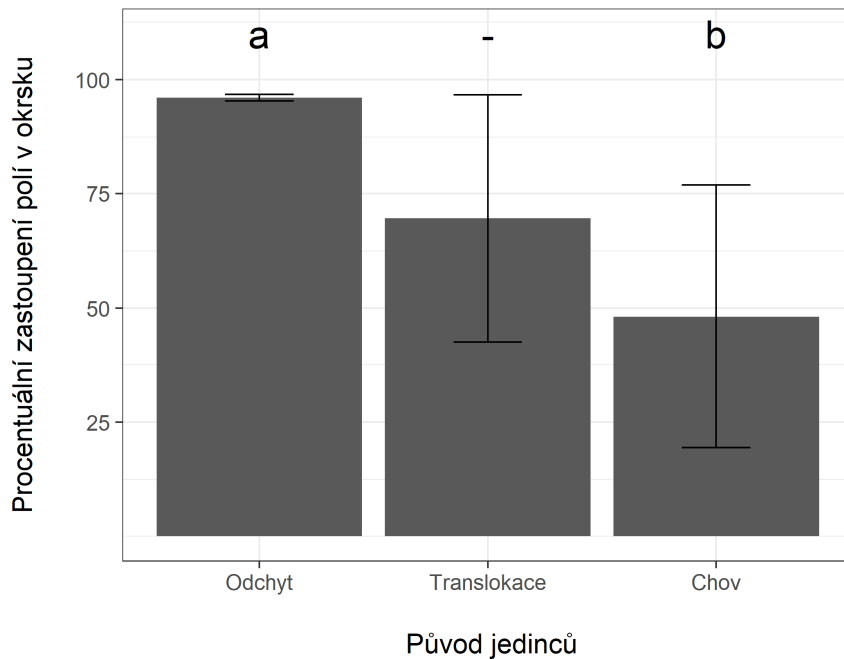 a - b
Procentuální zastoupení polí v okrsku
100
75
50
25
Odchyt Translokace Chov
Původ jedinců